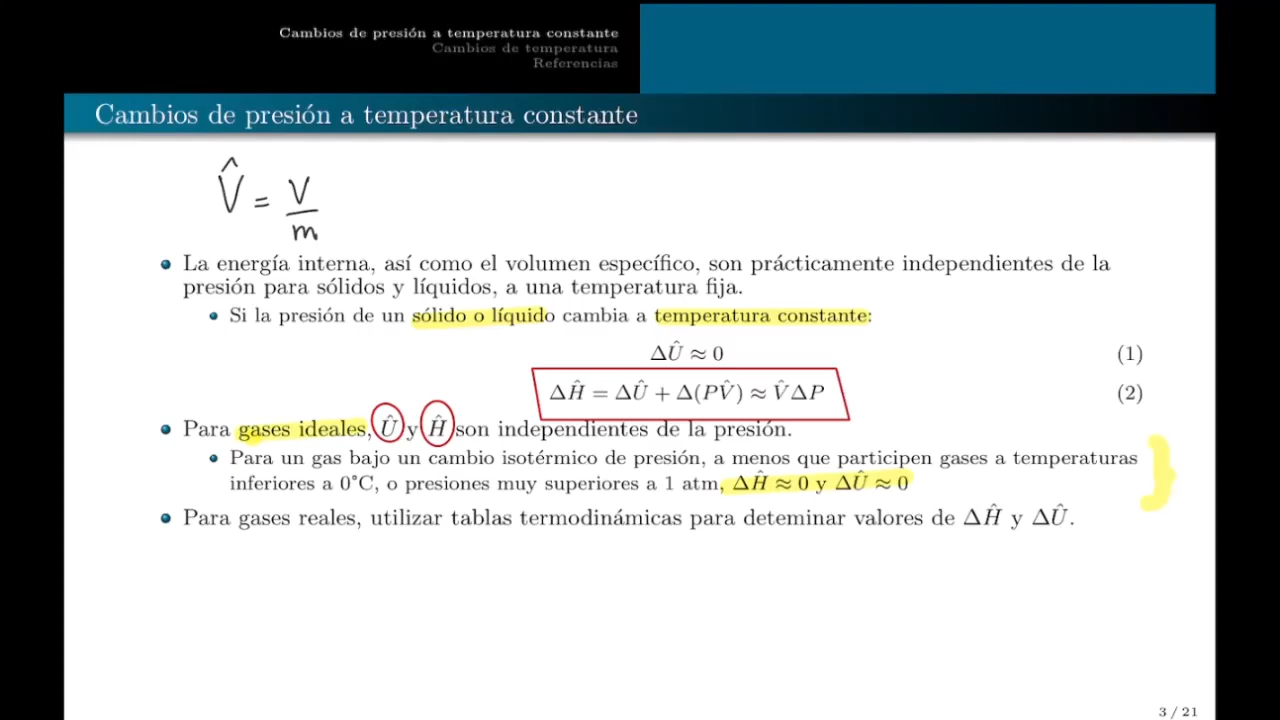 Cambios de presión a temperatura constante
Cambios de temperatura
Referencias
Cambios de presión a temperatura constante
V̂ = V/m
La energía interna, así como el volumen específico, son prácticamente independientes de la
presión para sólidos y líquidos, a una temperatura fija.
Si la presión de un sólido o líquido cambia a temperatura constante:
ΔÛ ≈ 0 (1)
ΔĤ = ΔÛ + Δ(PV̂) ≈ V̂ΔP (2)
Para gases ideales, Û y Ĥ son independientes de la presión.
Para un gas bajo un cambio isotérmico de presión, a menos que participen gases a temperaturas
inferiores a 0°C, o presiones muy superiores a 1 atm, ΔĤ ≈ 0 y ΔÛ ≈ 0
Para gases reales, utilizar tablas termodinámicas para deteminar valores de ΔĤ y ΔÛ.
3 / 21